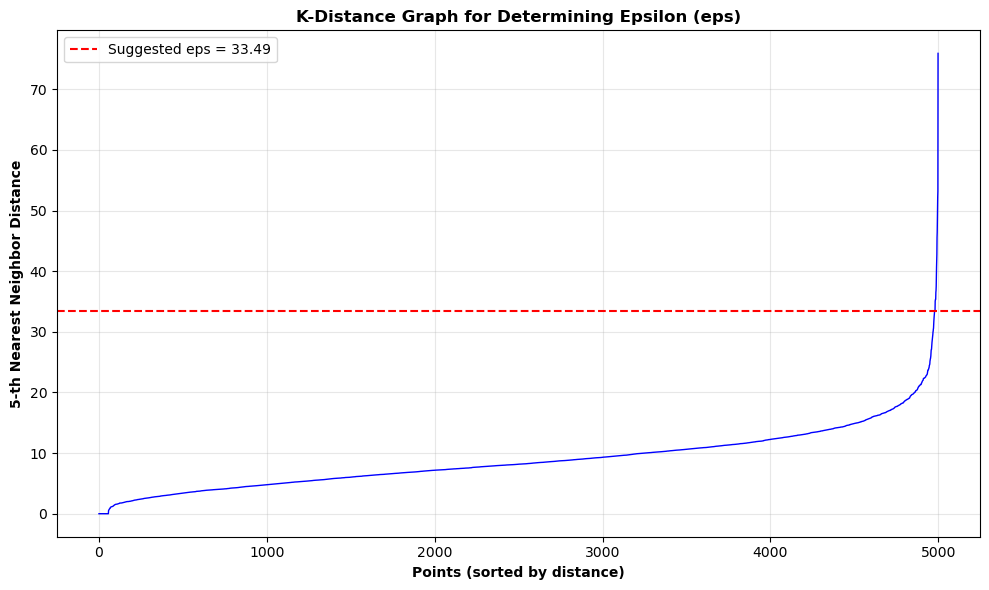 K-Distance Graph for Determining Epsilon (eps)
Suggested eps = 33.49
5-th Nearest Neighbor Distance
70
60
50
40
30
20
10
0
0 1000 2000 3000 4000 5000
Points (sorted by distance)